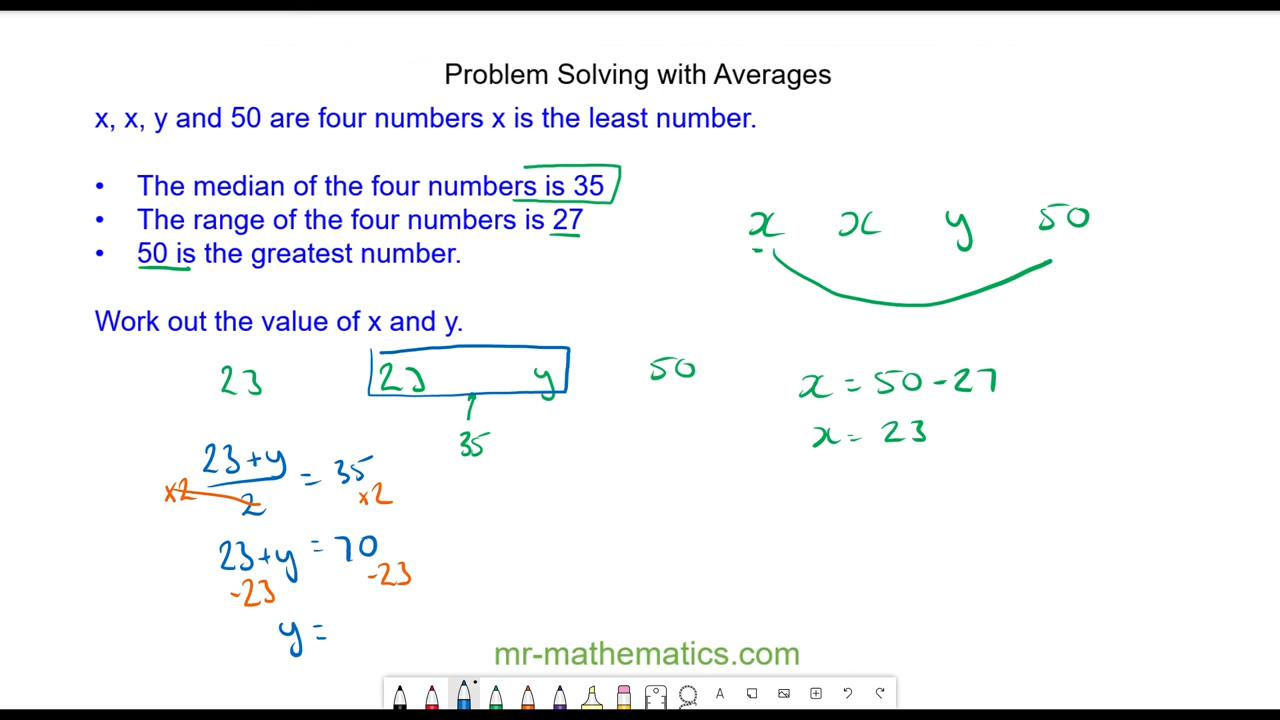 Problem Solving with Averages
x, x, y and 50 are four numbers x is the least number.
• The median of the four numbers is 35
• The range of the four numbers is 27
• 50 is the greatest number.
x x y 50
Work out the value of x and y.
23 23 y 50
35
x = 50 - 27
x = 23
23 + y = 35
2
×2 ×2
23 + y = 70
-23 -23
y =
mr-mathematics.com
A